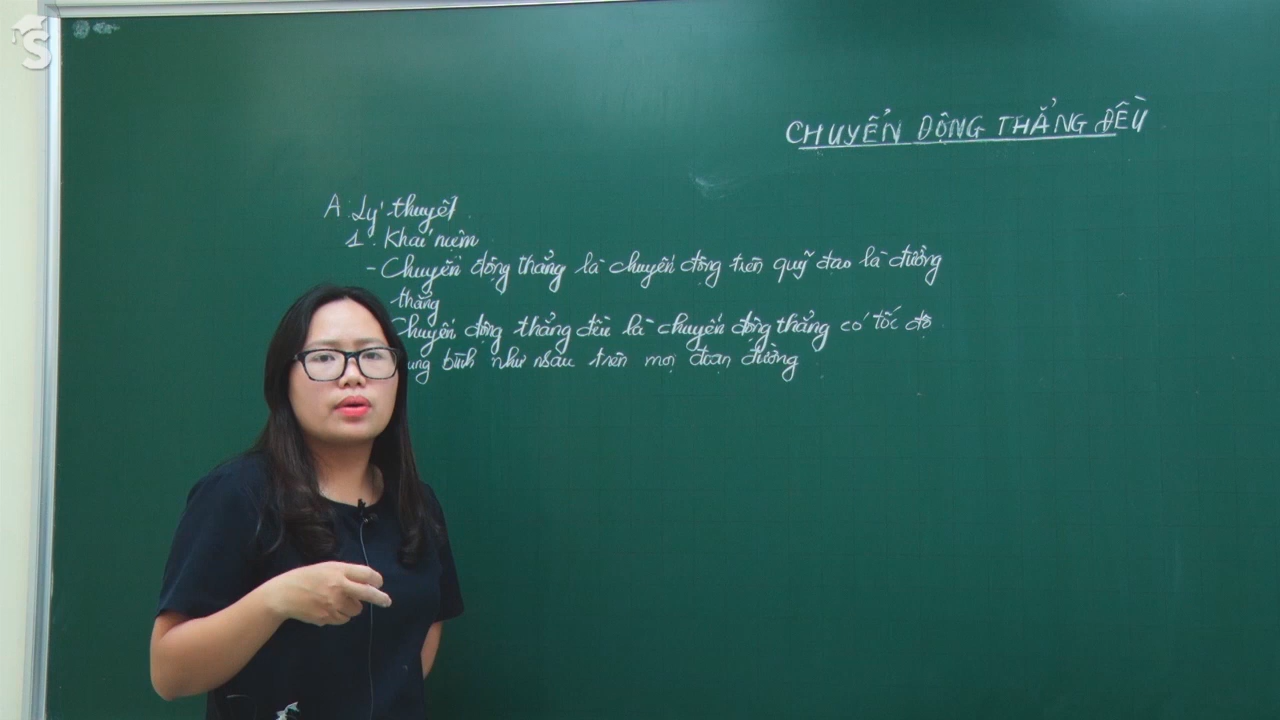 CHUYỂN ĐỘNG THẲNG ĐỀU
A. Lý thuyết
1. Khái niệm
- Chuyển động thẳng là chuyển động trên quỹ đạo là đường
thẳng
Chuyển động thẳng đều là chuyển động thẳng có tốc độ
ung bình như nhau trên mọi đoạn đường
S